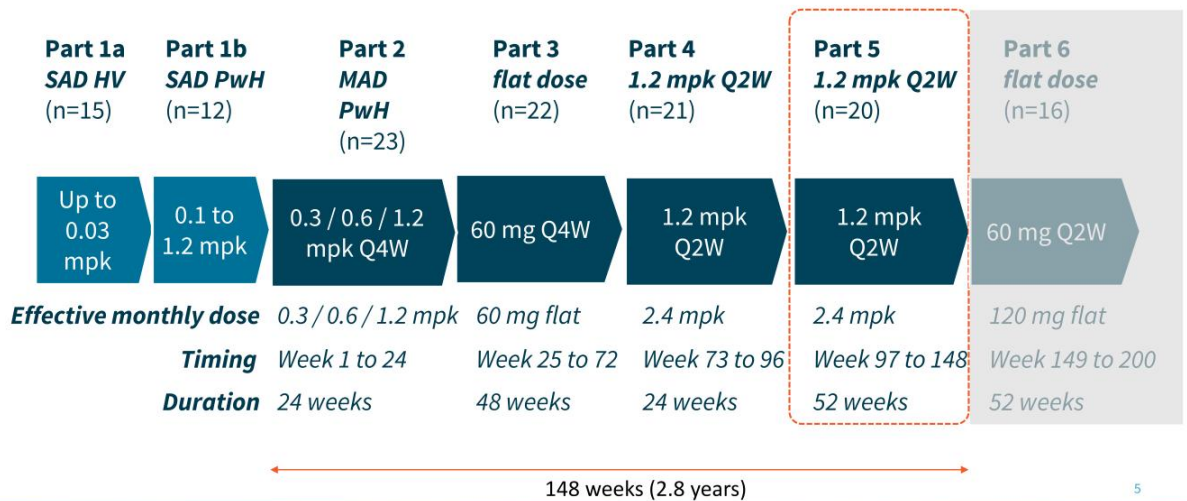 Part 1a
SAD HV
(n=15)
Part 1b
SAD PwH
(n=12)
Part 2
MAD
PwH
(n=23)
Part 3
flat dose
(n=22)
Part 4
1.2 mpk Q2W
(n=21)
Part 5
1.2 mpk Q2W
(n=20)
Part 6
flat dose
(n=16)
Up to
0.03
mpk
0.1 to
1.2 mpk
0.3 / 0.6 / 1.2
mpk Q4W
60 mg Q4W
1.2 mpk
Q2W
1.2 mpk
Q2W
60 mg Q2W
Effective monthly dose 0.3 / 0.6 / 1.2 mpk 60 mg flat 2.4 mpk 2.4 mpk 120 mg flat
Timing Week 1 to 24 Week 25 to 72 Week 73 to 96 Week 97 to 148 Week 149 to 200
Duration 24 weeks 48 weeks 24 weeks 52 weeks 52 weeks
148 weeks (2.8 years)
5